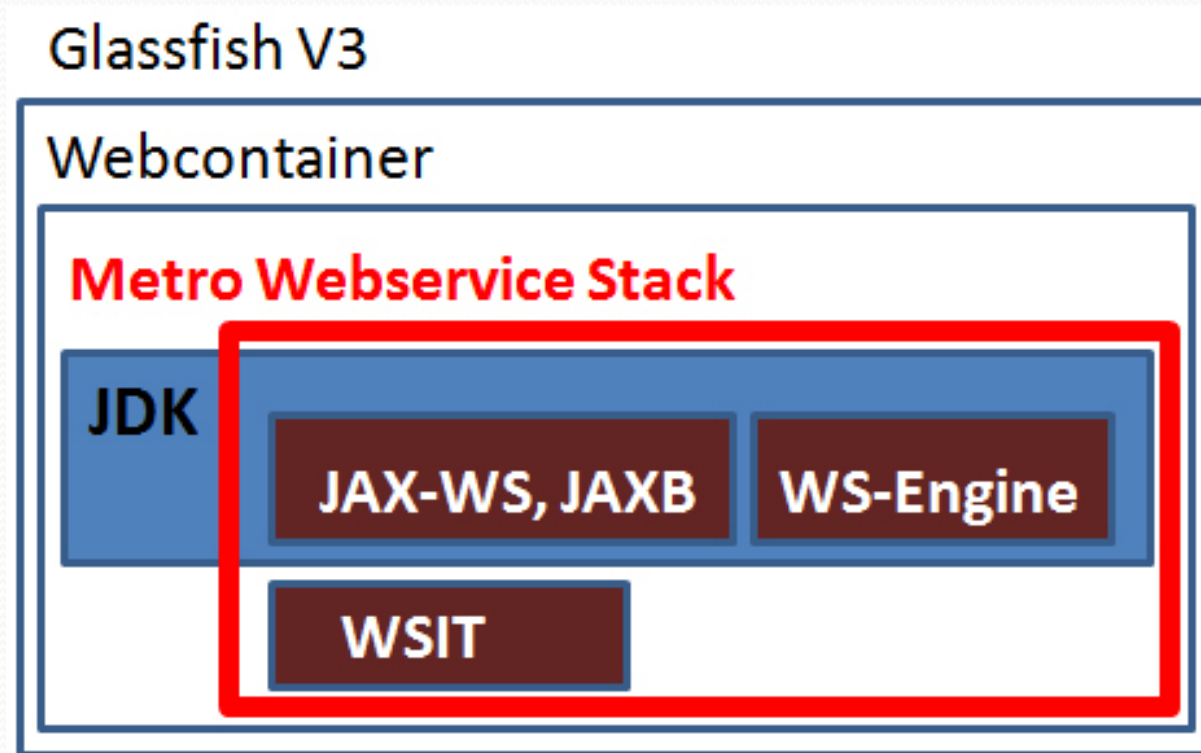 Glassfish V3
Webcontainer
Metro Webservice Stack
JDK
JAX-WS, JAXB
WS-Engine
WSIT